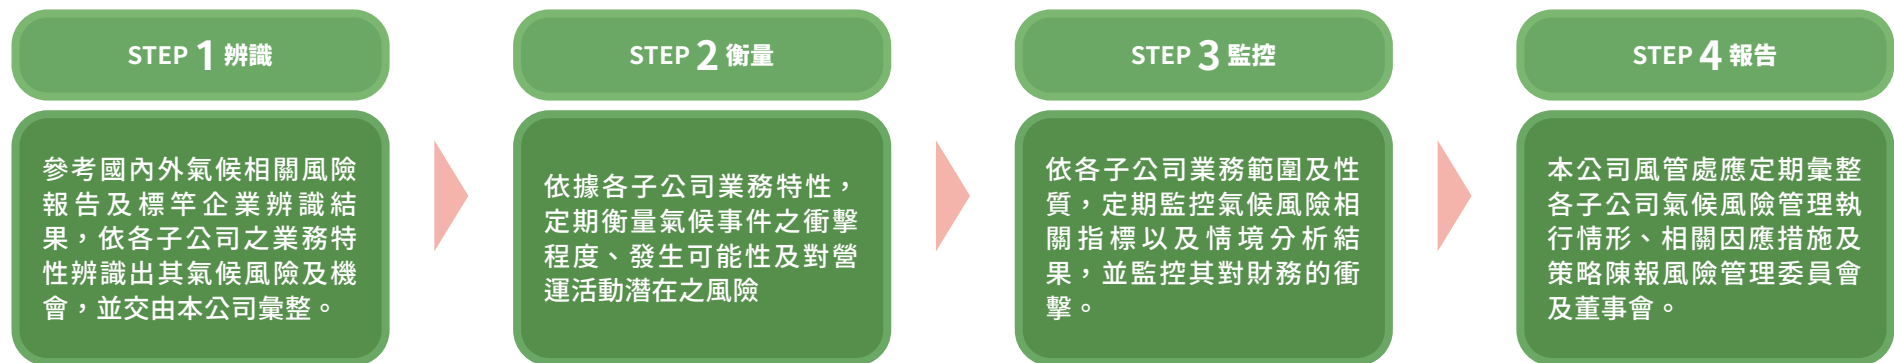 STEP 1 辨識
參考國內外氣候相關風險
報告及標竿企業辨識結
果，依各子公司之業務特
性辨識出其氣候風險及機
會，並交由本公司彙整。
STEP 2 衡量
依據各子公司業務特性，
定期衡量氣候事件之衝擊
程度、發生可能性及對營
運活動潛在之風險
STEP 3 監控
依各子公司業務範圍及性
質，定期監控氣候風險相
關指標以及情境分析結
果，並監控其對財務的衝
擊。
STEP 4 報告
本公司風管處應定期彙整
各子公司氣候風險管理執
行情形、相關因應措施及
策略陳報風險管理委員會
及董事會。